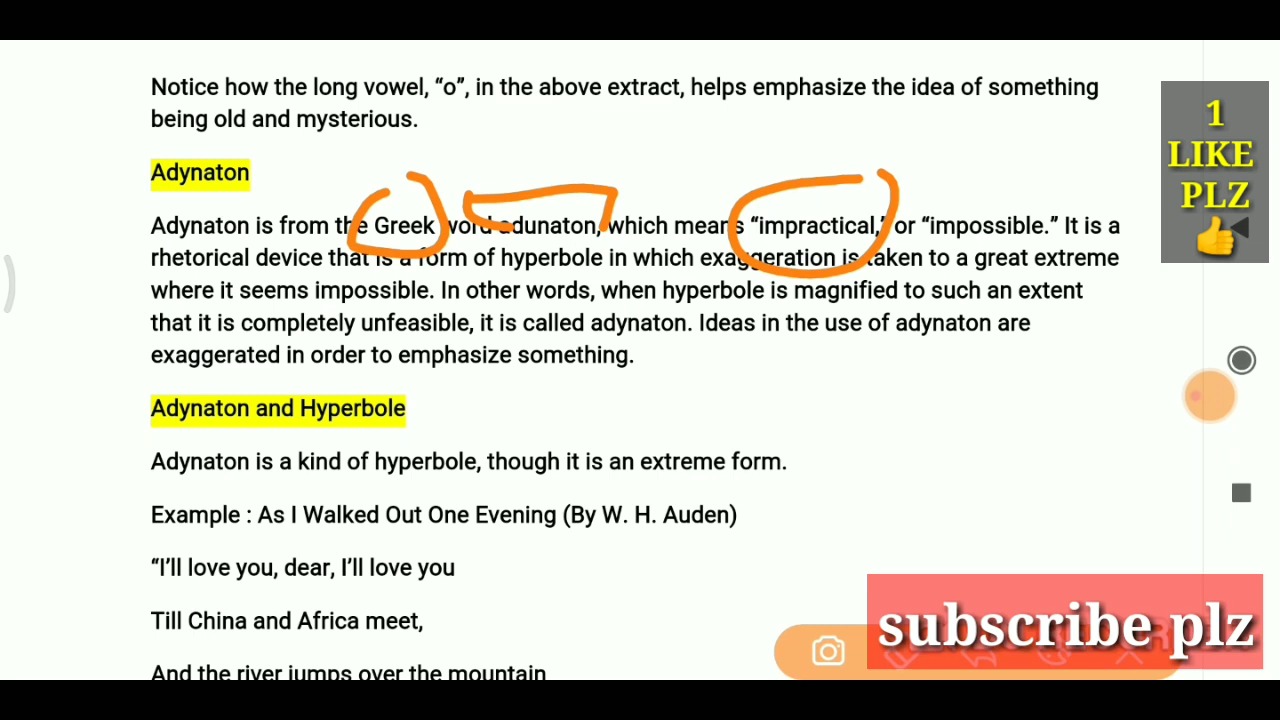 Notice how the long vowel, “o”, in the above extract, helps emphasize the idea of something
being old and mysterious.
Adynaton
Adynaton is from the Greek word adunaton, which means “impractical,” or “impossible.” It is a
rhetorical device that is a form of hyperbole in which exaggeration is taken to a great extreme
where it seems impossible. In other words, when hyperbole is magnified to such an extent
that it is completely unfeasible, it is called adynaton. Ideas in the use of adynaton are
exaggerated in order to emphasize something.
Adynaton and Hyperbole
Adynaton is a kind of hyperbole, though it is an extreme form.
Example : As I Walked Out One Evening (By W. H. Auden)
“I’ll love you, dear, I’ll love you
Till China and Africa meet,
And the river jumps over the mountain
1
LIKE
PLZ
subscribe plz